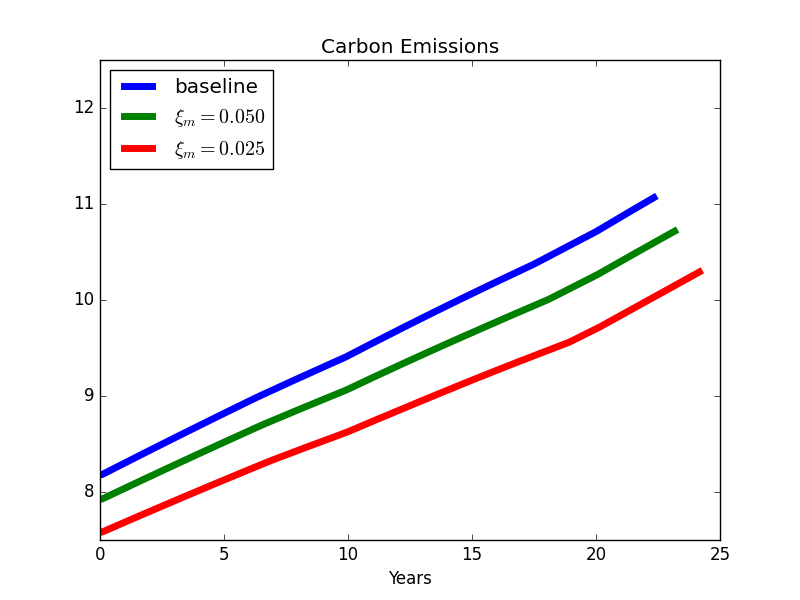 Carbon Emissions
baseline
ξₘ = 0.050
ξₘ = 0.025
12
11
10
9
8
0 5 10 15 20 25
Years